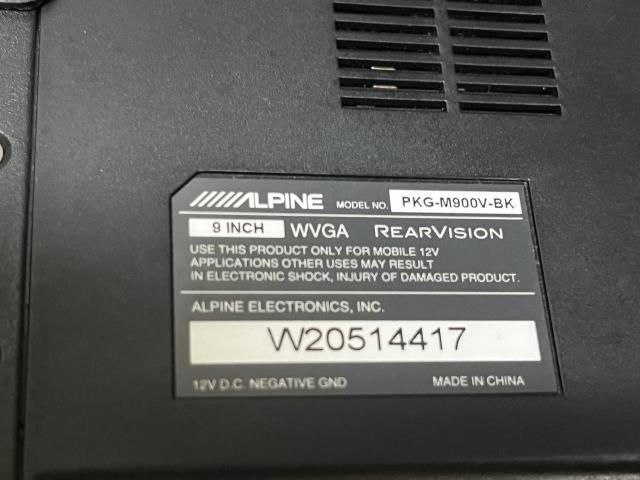 ALPINE MODEL NO. PKG-M900V-BK
9 INCH WVGA REARVISION
USE THIS PRODUCT ONLY FOR MOBILE 12V
APPLICATIONS OTHER USES MAY RESULT
IN ELECTRONIC SHOCK, INJURY OF DAMAGED PRODUCT.
ALPINE ELECTRONICS, INC.
W20514417
12V D.C. NEGATIVE GND MADE IN CHINA